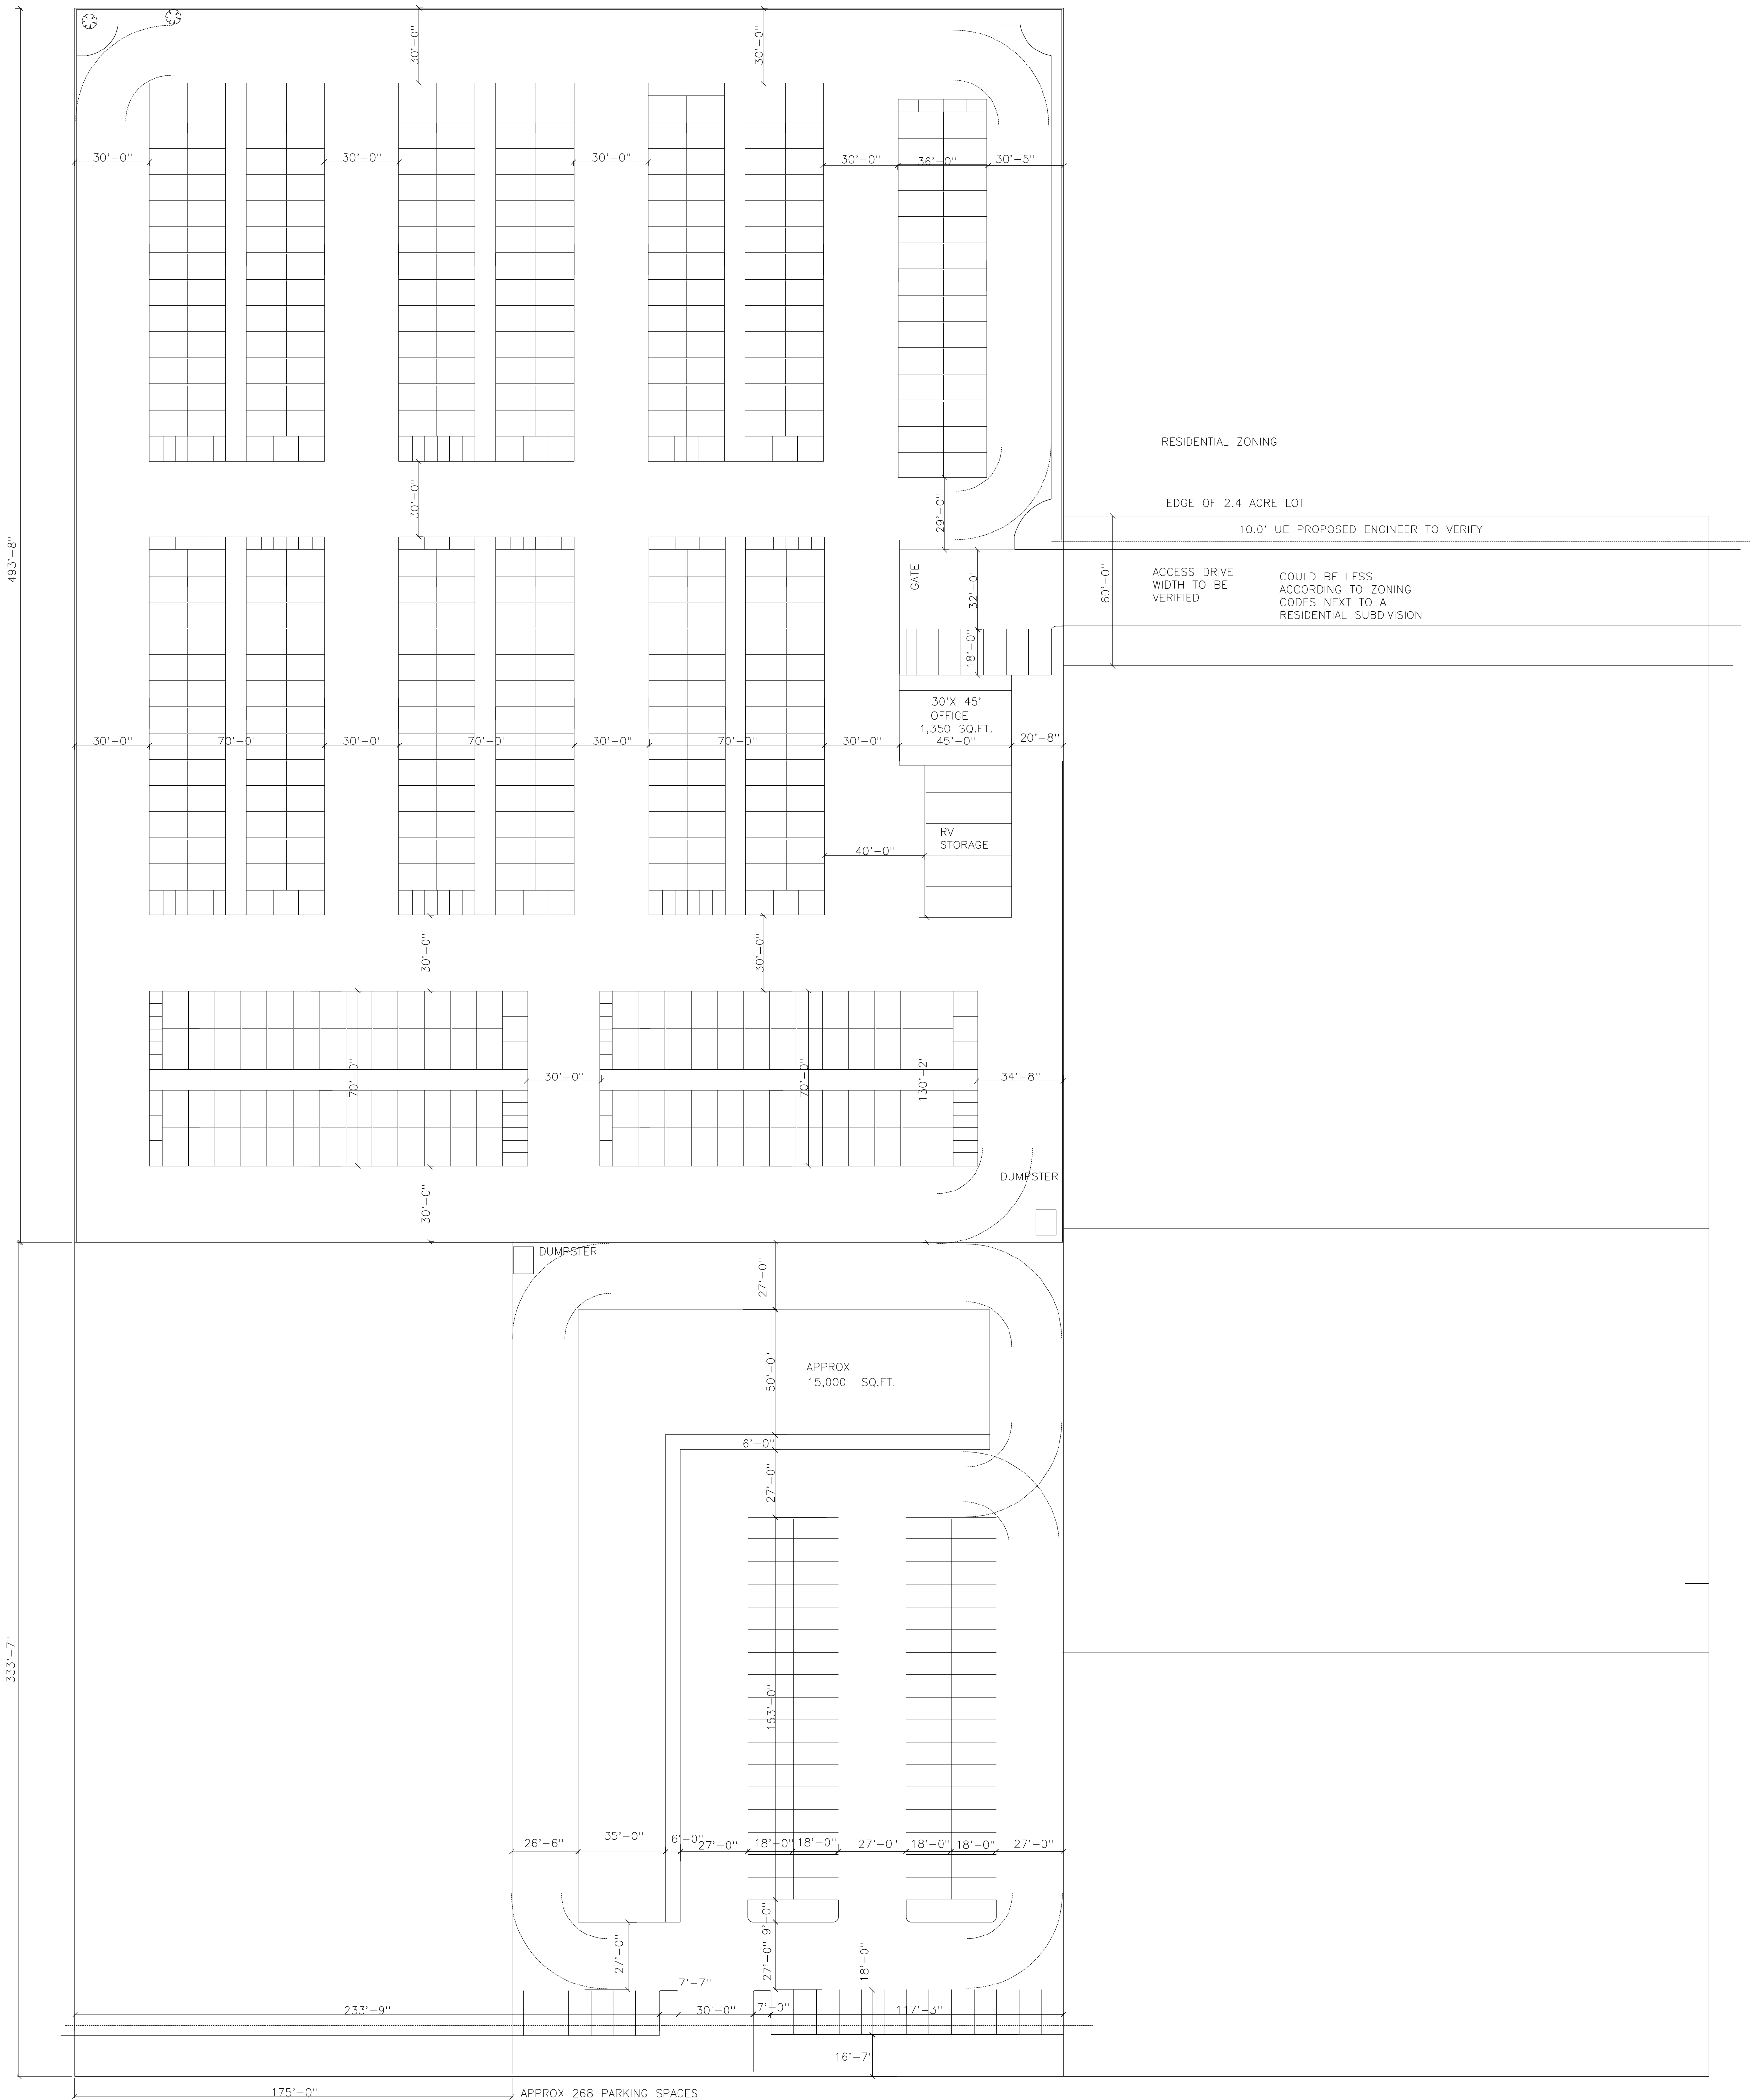 30'-0"
30'-0"
30'-0"
30'-0"
30'-0"
30'-0"
36'-0"
30'-5"
RESIDENTIAL ZONING
30'-0"
29'-0"
EDGE OF 2.4 ACRE LOT
10.0' UE PROPOSED ENGINEER TO VERIFY
493'-8"
GATE
32'-0"
60'-0"
ACCESS DRIVE
WIDTH TO BE
VERIFIED
COULD BE LESS
ACCORDING TO ZONING
CODES NEXT TO A
RESIDENTIAL SUBDIVISION
18'-0"
30'X 45'
OFFICE
1,350 SQ.FT.
30'-0"
70'-0"
30'-0"
70'-0"
30'-0"
70'-0"
30'-0"
45'-0"
20'-8"
RV
STORAGE
40'-0"
30'-0"
30'-0"
70'-0"
30'-0"
70'-0"
130'-2"
34'-8"
DUMPSTER
30'-0"
DUMPSTER
27'-0"
50'-0"
APPROX
15,000 SQ.FT.
6'-0"
27'-0"
333'-7"
153'-0"
26'-6"
35'-0"
6'-0"
27'-0"
18'-0"
18'-0"
27'-0"
18'-0"
18'-0"
27'-0"
9'-0"
27'-0"
27'-0"
18'-0"
7'-7"
233'-9"
30'-0"
7'-0"
117'-3"
16'-7"
175'-0"
APPROX 268 PARKING SPACES